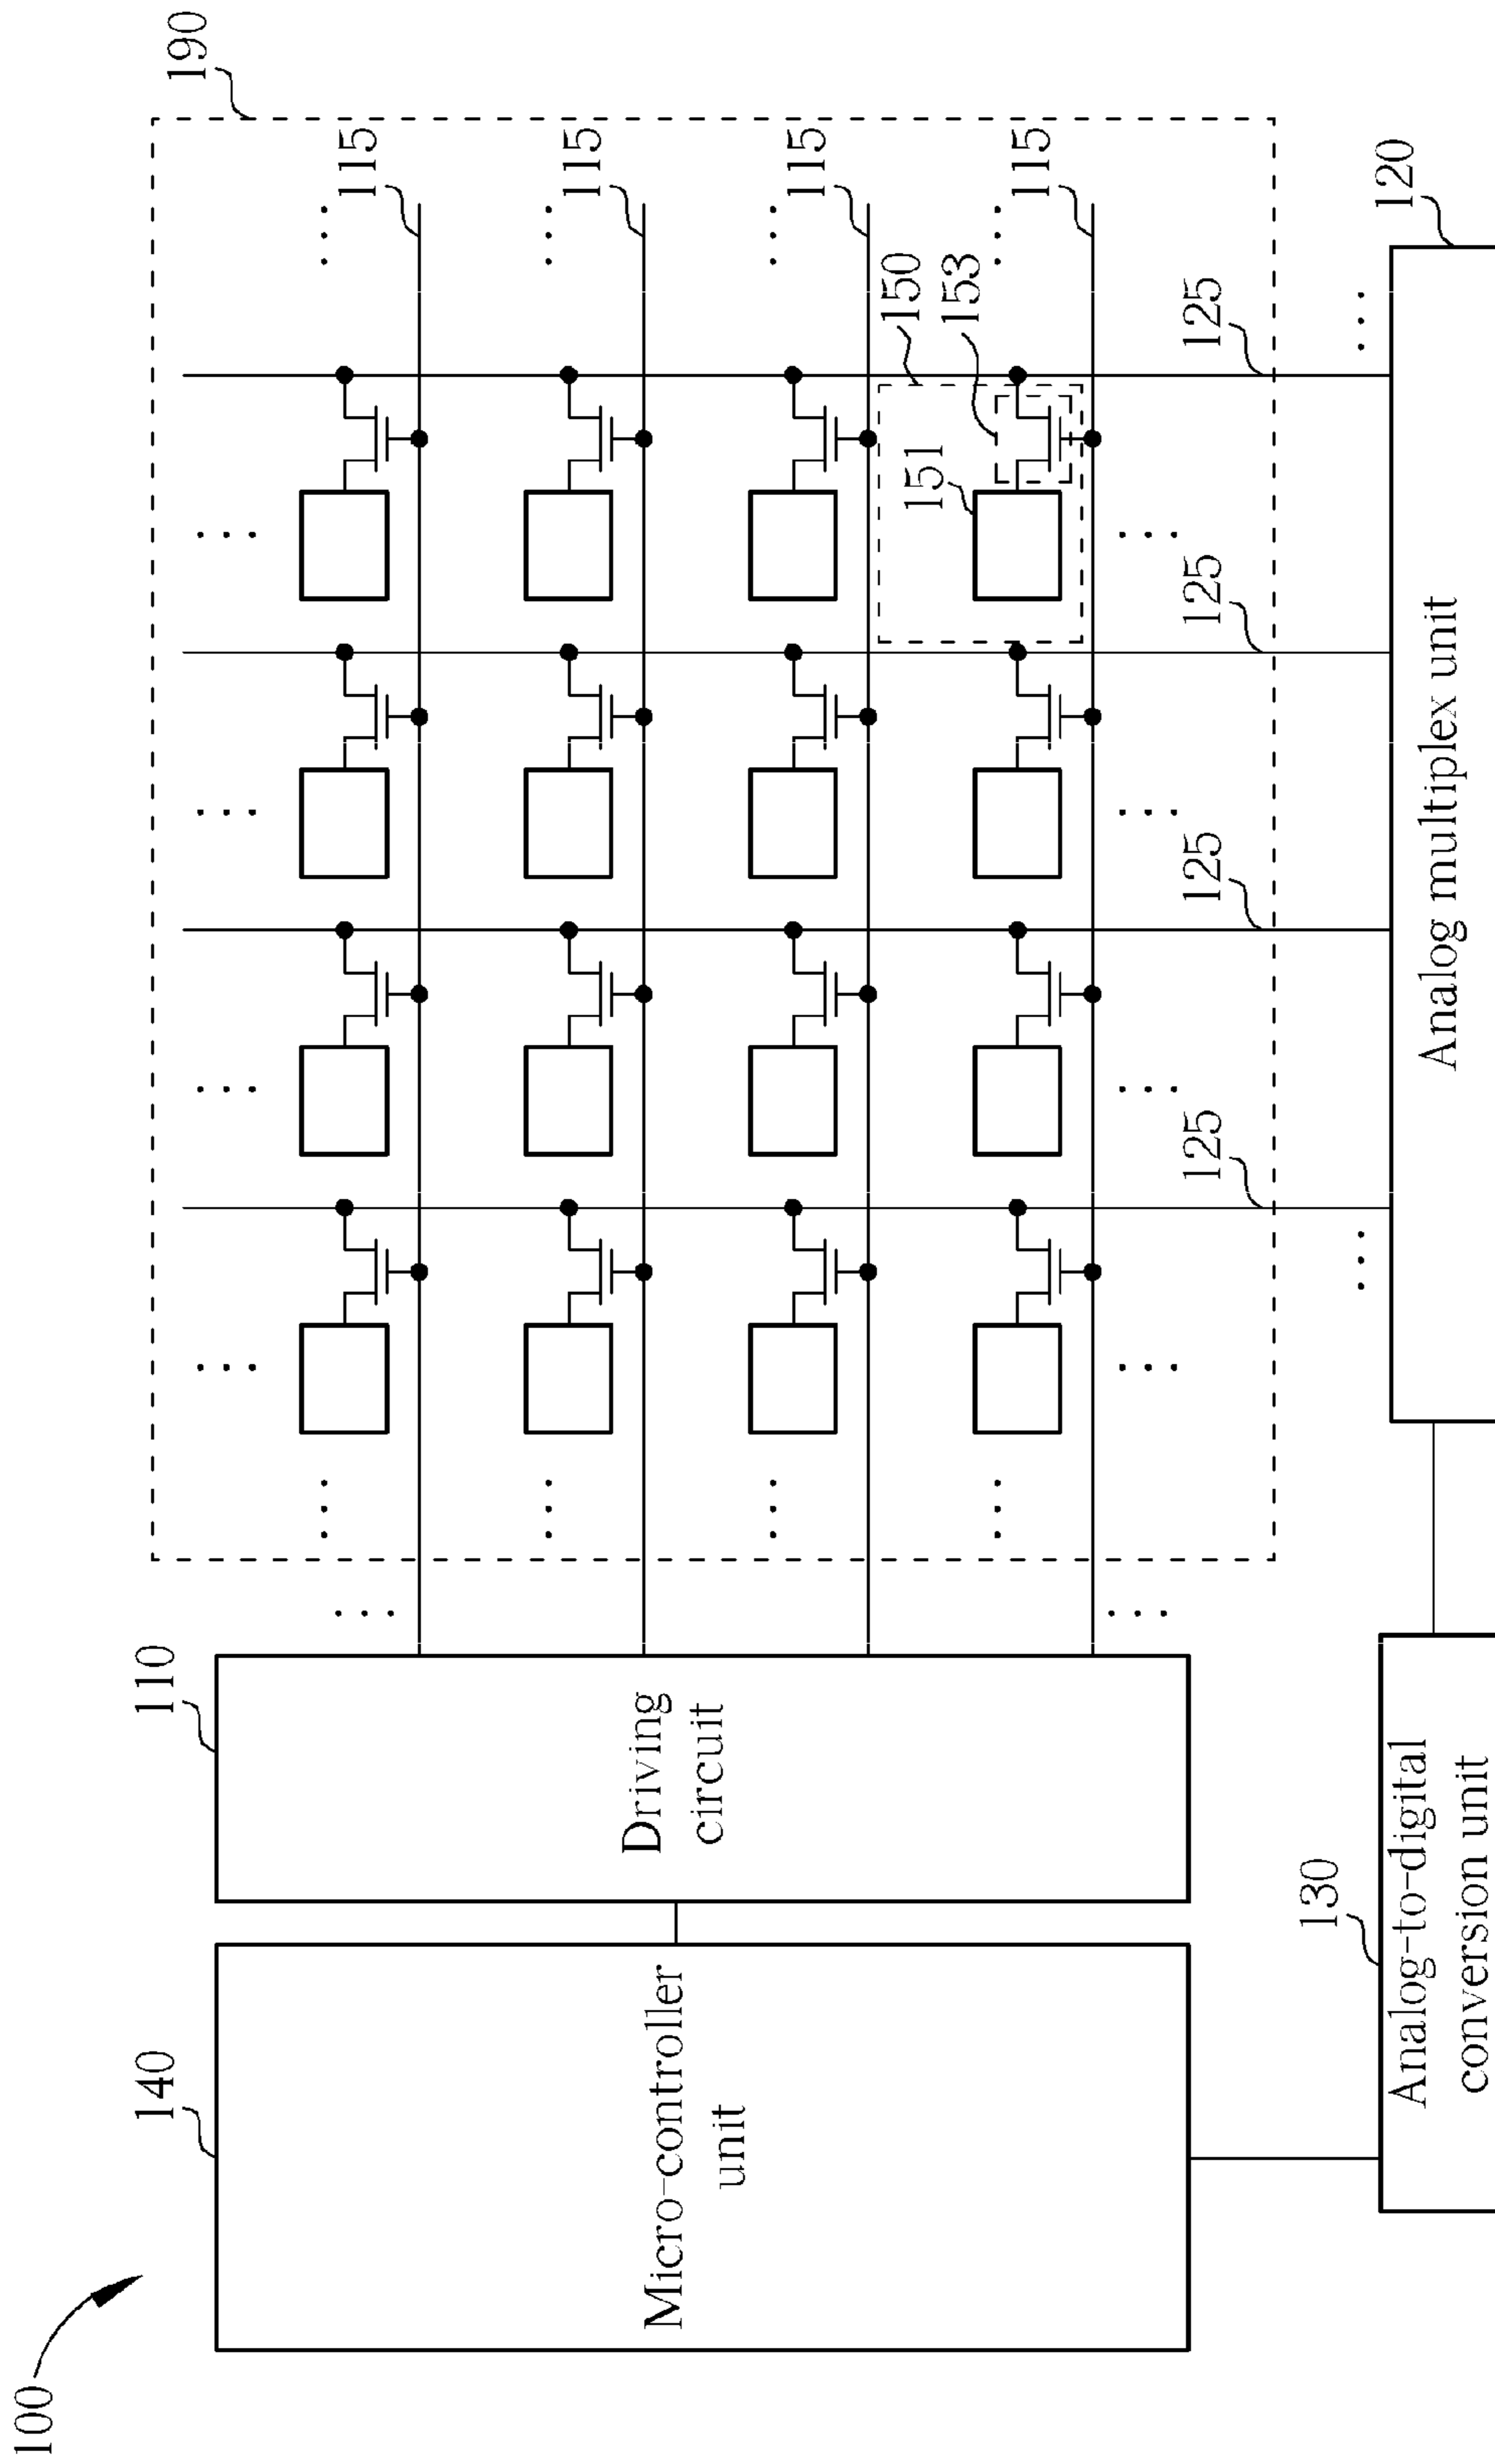 100
140
Micro-controller
unit
110
Driving
circuit
190
115
115
115
115
150
153
151
125
125
125
125
130
Analog-to-digital
conversion unit
120
Analog multiplex unit